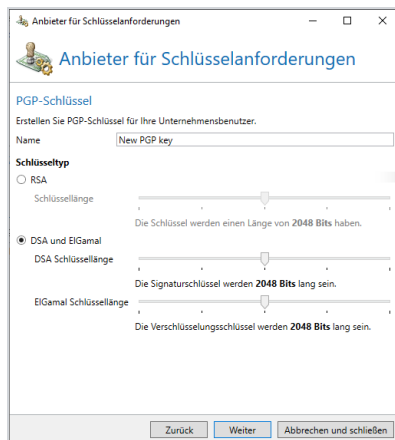 Anbieter für Schlüsselanforderungen
Anbieter für Schlüsselanforderungen
PGP-Schlüssel
Erstellen Sie PGP-Schlüssel für Ihre Unternehmensbenutzer.
Name New PGP key
Schlüsseltyp
RSA
Schlüssellänge
Die Schlüssel werden einen Länge von 2048 Bits haben.
DSA und ElGamal
DSA Schlüssellänge
Die Signaturschlüssel werden 2048 Bits lang sein.
ElGamal Schlüssellänge
Die Verschlüsselungsschlüssel werden 2048 Bits lang sein.
Zurück Weiter Abbrechen und schließen